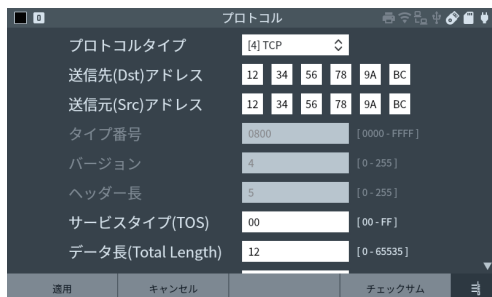 0 プロトコル
プロトコルタイプ [4] TCP
送信先(Dst)アドレス 12 34 56 78 9A BC
送信元(Src)アドレス 12 34 56 78 9A BC
タイプ番号 0800 [ 0000 - FFFF ]
バージョン 4 [ 0 - 255 ]
ヘッダー長 5 [ 0 - 255 ]
サービスタイプ(TOS) 00 [ 00 - FF ]
データ長(Total Length) 12 [ 0 - 65535 ]
適用 キャンセル チェックサム